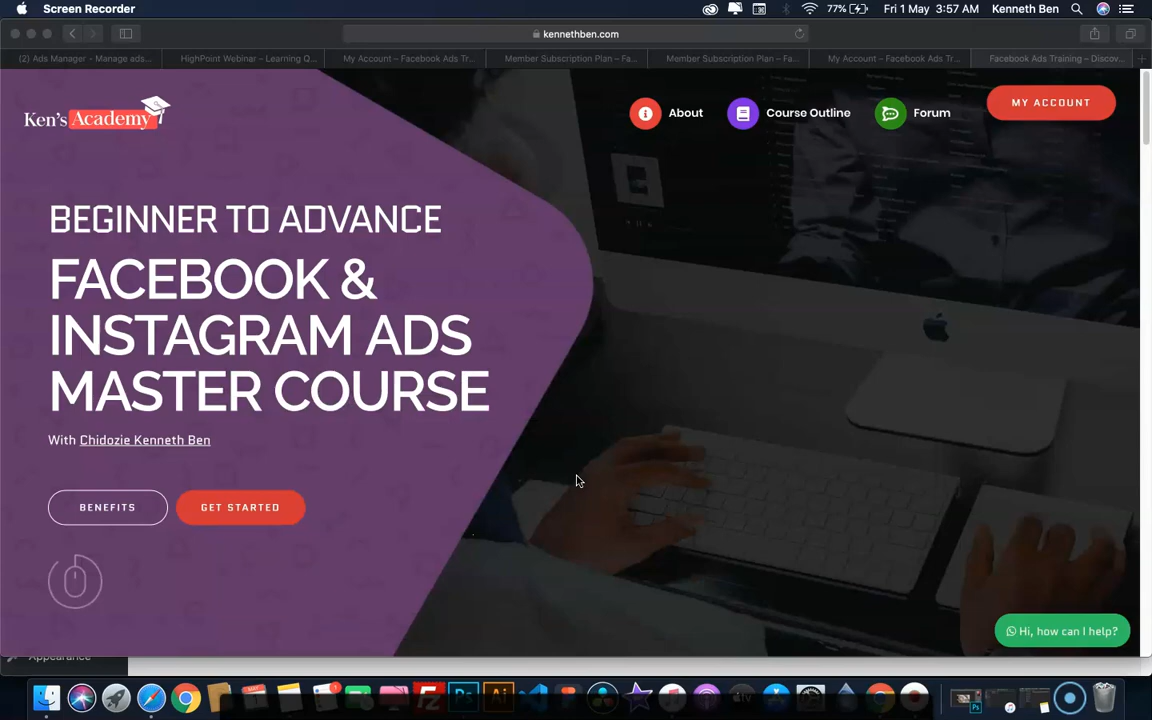 Screen Recorder
77%
Fri 1 May 3:57 AM
Kenneth Ben
kennethben.com
(2) Ads Manager - Manage ads...
HighPoint Webinar – Learning Q...
My Account – Facebook Ads Tr...
Member Subscription Plan – Fa...
Member Subscription Plan – Fa...
My Account – Facebook Ads Tr...
Facebook Ads Training – Discov...
Ken's Academy
About
Course Outline
Forum
MY ACCOUNT
BEGINNER TO ADVANCE
FACEBOOK &
INSTAGRAM ADS
MASTER COURSE
With Chidozie Kenneth Ben
BENEFITS
GET STARTED
Hi, how can I help?
Appearance
Ps
Ai